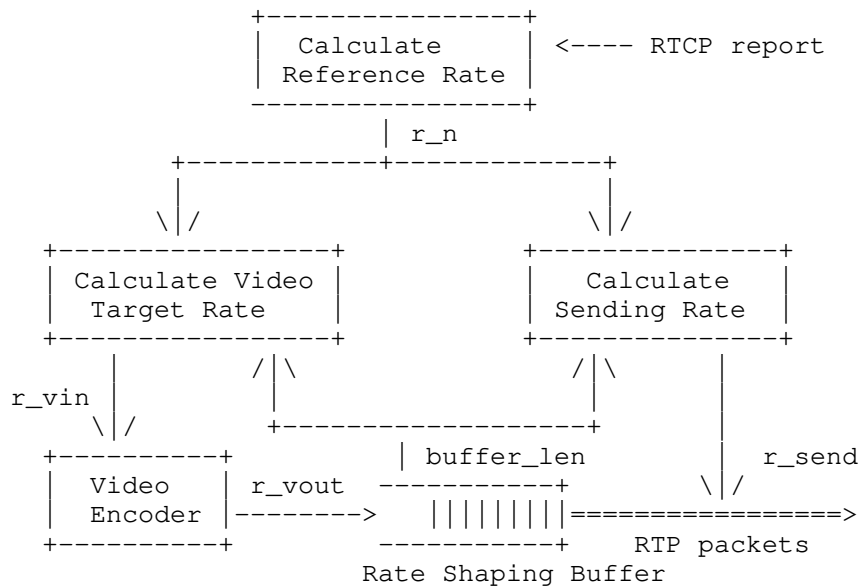 Calculate
<---- RTCP report
Reference Rate
r_n
Calculate Video
Target Rate
Calculate
Sending Rate
r_vin
buffer_len
r_send
Video
Encoder
r_vout
RTP packets
Rate Shaping Buffer